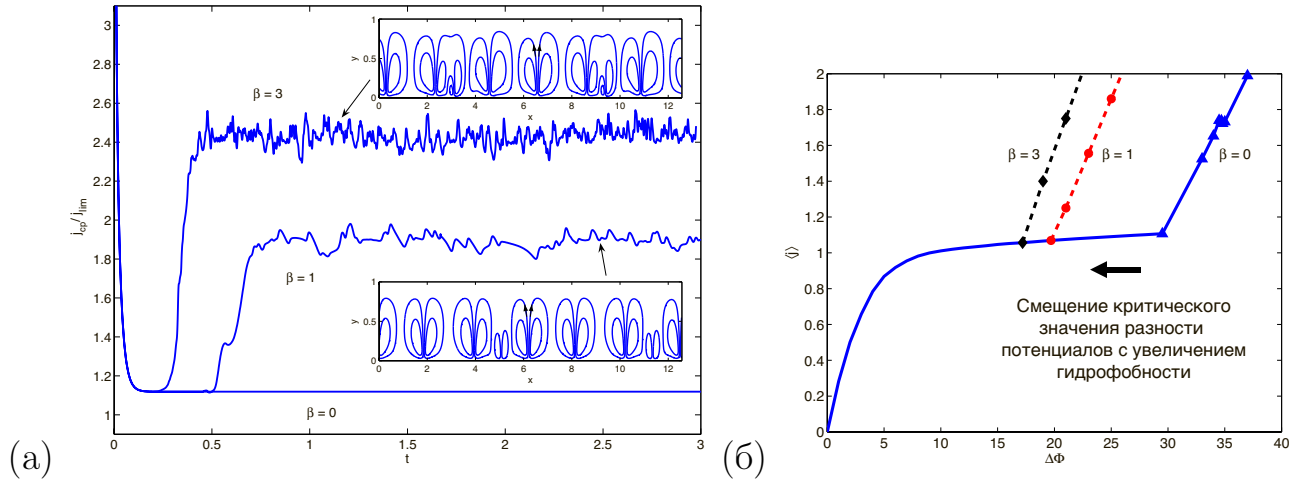 3
2.8
2.6
2.4
2.2
2
1.8
1.6
1.4
1.2
1
j_cp / j_lim
0
0.5
1
1.5
2
2.5
3
t
β = 3
β = 1
β = 0
1
0.5
0
y
0
2
4
6
8
10
12
x
1
0.5
0
y
0
2
4
6
8
10
12
x
(а)
2
1.8
1.6
1.4
1.2
1
0.8
0.6
0.4
0.2
0
⟨j⟩
0
5
10
15
20
25
30
35
40
ΔΦ
β = 3
β = 1
β = 0
Смещение критического
значения разности
потенциалов с увеличением
гидрофобности
(б)